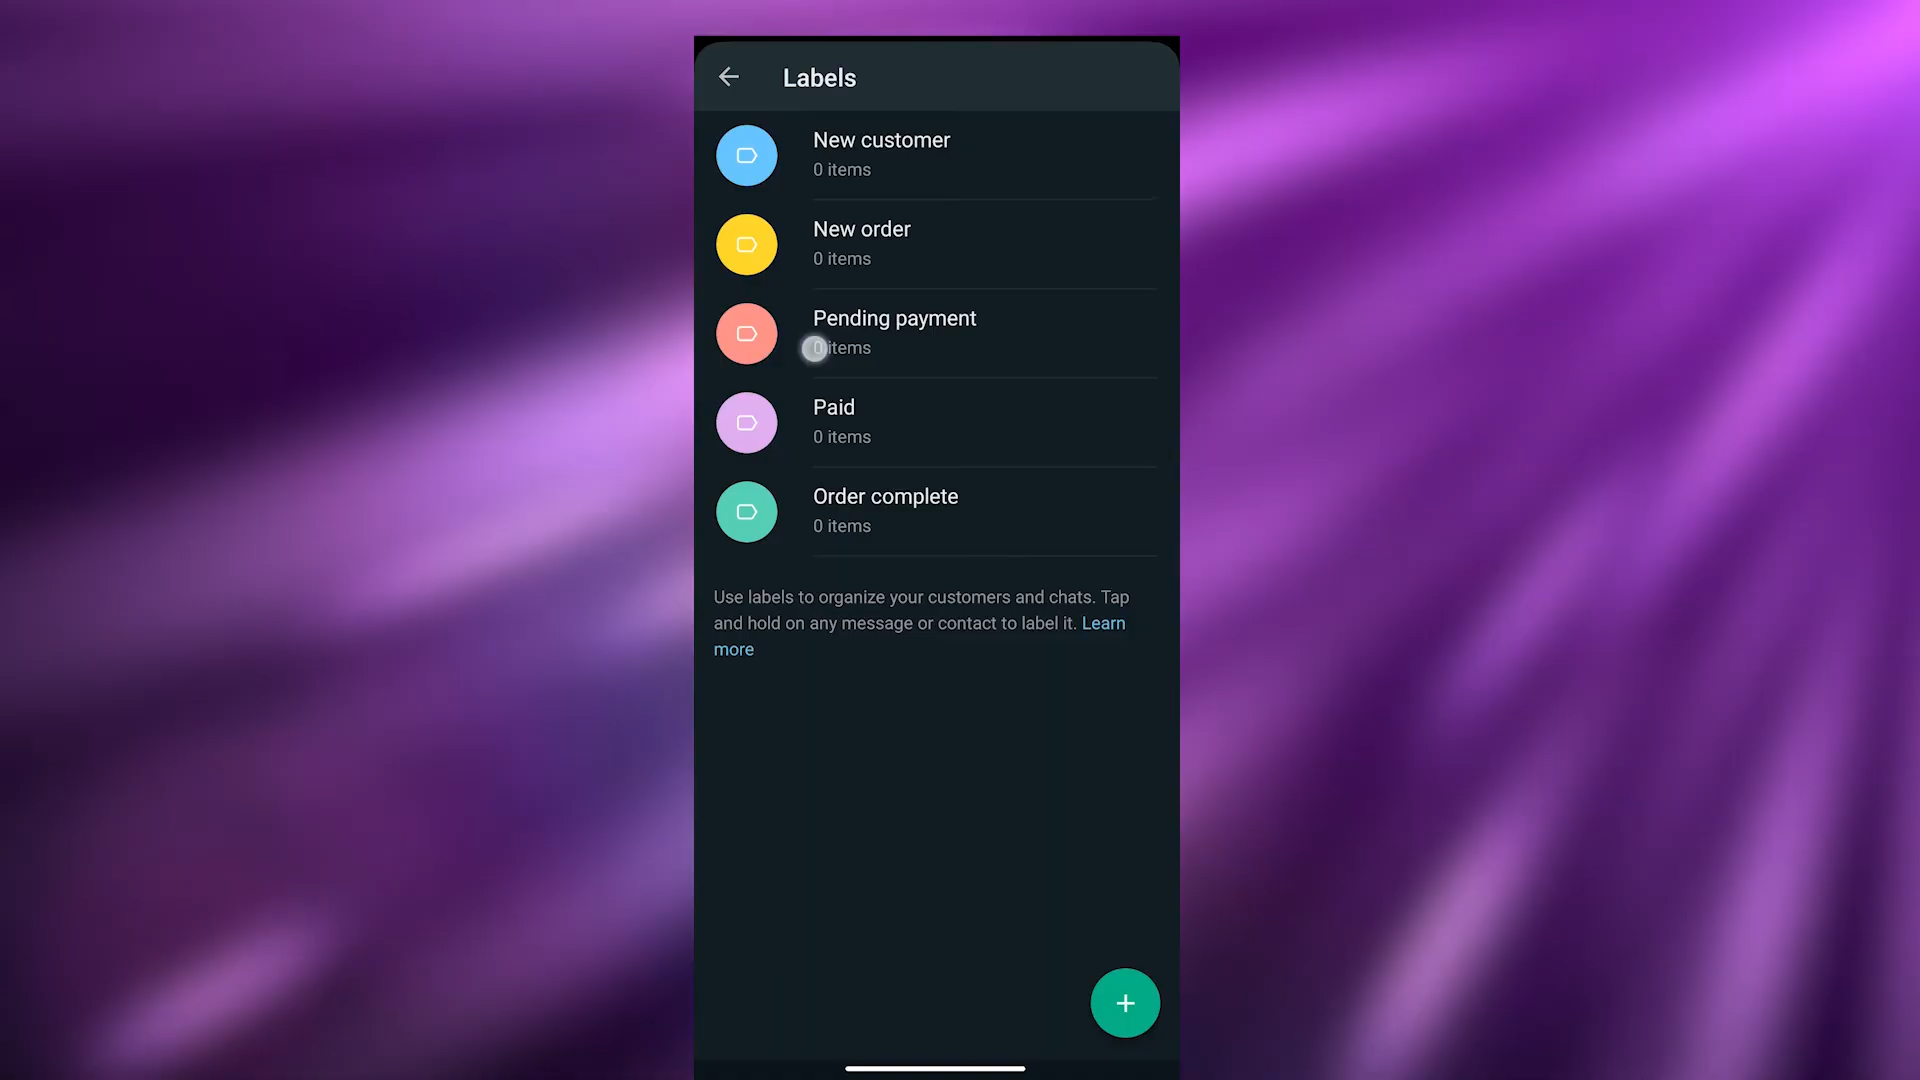 Labels
New customer
0 items
New order
0 items
Pending payment
0 items
Paid
0 items
Order complete
0 items
Use labels to organize your customers and chats. Tap
and hold on any message or contact to label it. Learn
more